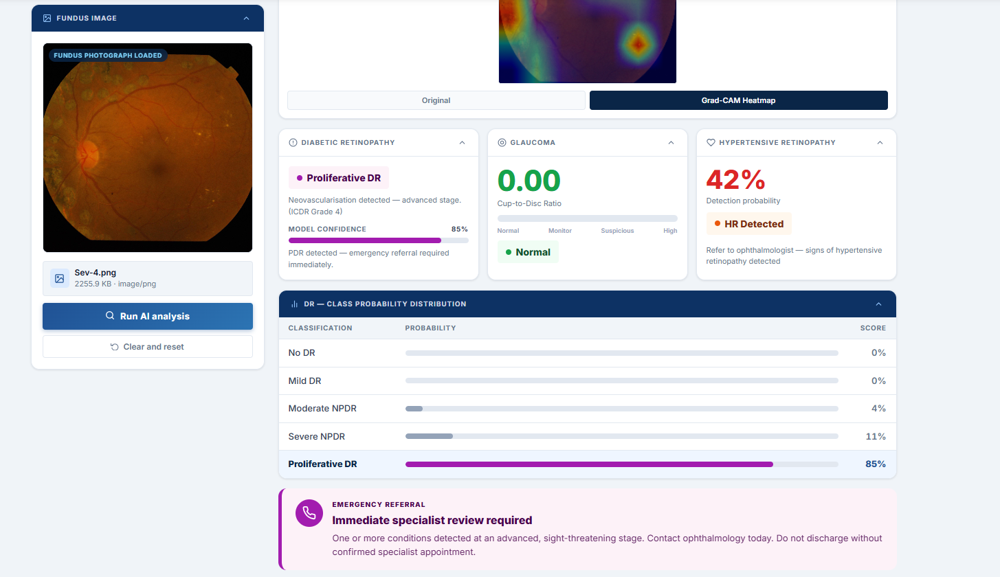 FUNDUS IMAGE
FUNDUS PHOTOGRAPH LOADED
Sev-4.png
2255.9 KB · image/png
Run AI analysis
Clear and reset
Original
Grad-CAM Heatmap
DIABETIC RETINOPATHY
Proliferative DR
Neovascularisation detected — advanced stage.
(ICDR Grade 4)
MODEL CONFIDENCE 85%
PDR detected — emergency referral required
immediately.
GLAUCOMA
0.00
Cup-to-Disc Ratio
Normal Monitor Suspicious High
Normal
HYPERTENSIVE RETINOPATHY
42%
Detection probability
HR Detected
Refer to ophthalmologist — signs of hypertensive
retinopathy detected
DR — CLASS PROBABILITY DISTRIBUTION
CLASSIFICATION PROBABILITY SCORE
No DR 0%
Mild DR 0%
Moderate NPDR 4%
Severe NPDR 11%
Proliferative DR 85%
EMERGENCY REFERRAL
Immediate specialist review required
One or more conditions detected at an advanced, sight-threatening stage. Contact ophthalmology today. Do not discharge without
confirmed specialist appointment.